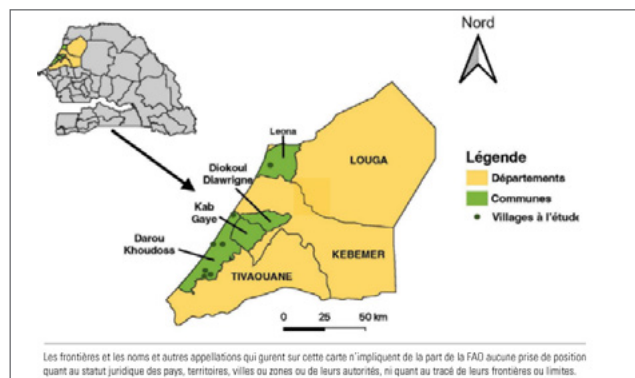 Nord
Leona
LOUGA
Diokoul
Diawrigne
Kab
Gaye
Darou
Khoudoss
KEBEMER
TIVAOUANE
0 25 50 km
Légende
Départements
Communes
Villages à l'étude
Les frontières et les noms et autres appellations qui gurent sur cette carte n'impliquent de la part de la FAO aucune prise de position
quant au statut juridique des pays, territoires, villes ou zones ou de leurs autorités, ni quant au tracé de leurs frontières ou limites.